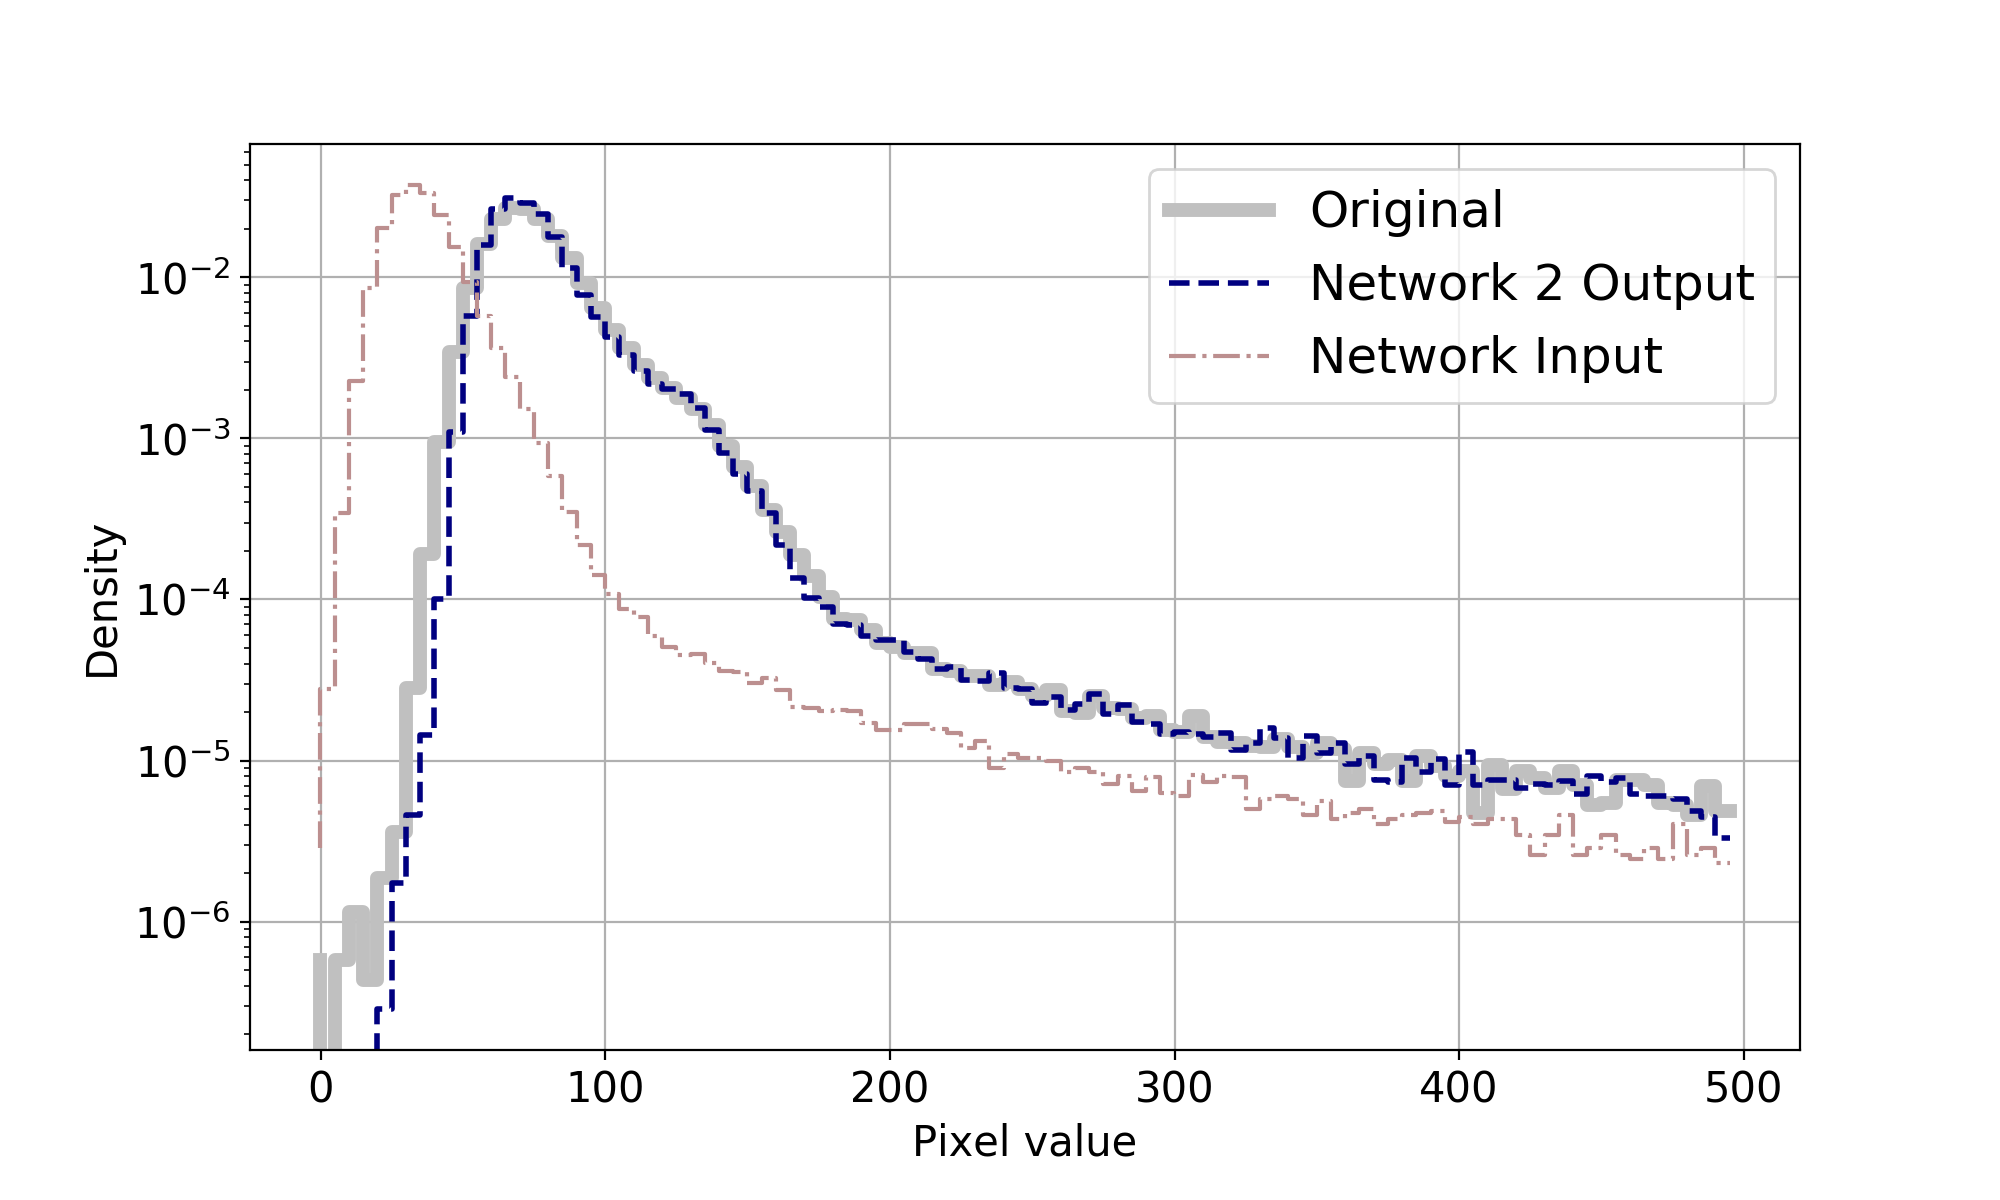 Original
Network 2 Output
Network Input
10⁻²
10⁻³
10⁻⁴
10⁻⁵
10⁻⁶
Density
0 100 200 300 400 500
Pixel value